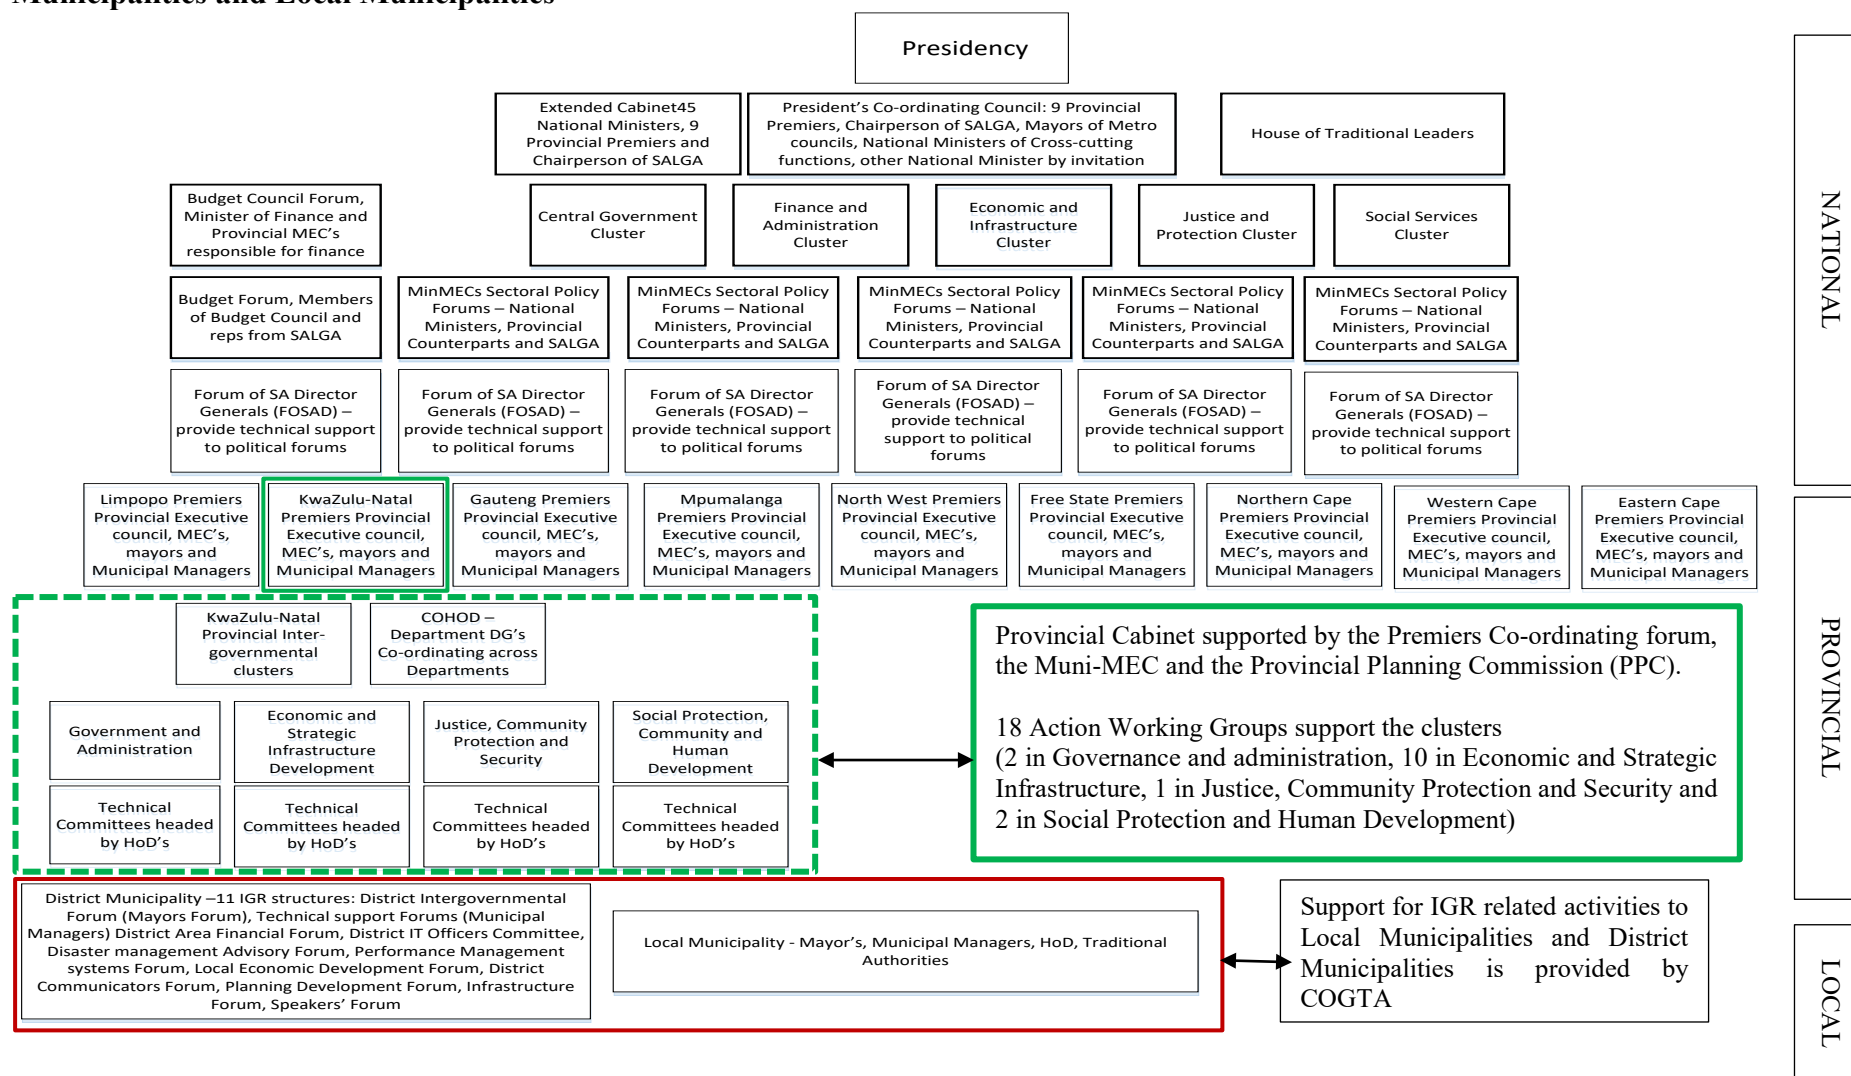 Municipalities and Local Municipalities
Presidency
Extended Cabinet45
National Ministers, 9
Provincial Premiers and
Chairperson of SALGA
President's Co-ordinating Council: 9 Provincial
Premiers, Chairperson of SALGA, Mayors of Metro
councils, National Ministers of Cross-cutting
functions, other National Minister by invitation
House of Traditional Leaders
Budget Council Forum,
Minister of Finance and
Provincial MEC's
responsible for finance
Central Government
Cluster
Finance and
Administration
Cluster
Economic and
Infrastructure
Cluster
Justice and
Protection Cluster
Social Services
Cluster
Budget Forum, Members
of Budget Council and
reps from SALGA
MinMECs Sectoral Policy
Forums – National
Ministers, Provincial
Counterparts and SALGA
MinMECs Sectoral Policy
Forums – National
Ministers, Provincial
Counterparts and SALGA
MinMECs Sectoral Policy
Forums – National
Ministers, Provincial
Counterparts and SALGA
MinMECs Sectoral Policy
Forums – National
Ministers, Provincial
Counterparts and SALGA
MinMECs Sectoral Policy
Forums – National
Ministers, Provincial
Counterparts and SALGA
Forum of SA Director
Generals (FOSAD) –
provide technical support
to political forums
Forum of SA Director
Generals (FOSAD) –
provide technical support
to political forums
Forum of SA Director
Generals (FOSAD) –
provide technical support
to political forums
Forum of SA Director
Generals (FOSAD) –
provide technical
support to political
forums
Forum of SA Director
Generals (FOSAD) –
provide technical support
to political forums
Forum of SA Director
Generals (FOSAD) –
provide technical support
to political forums
NATIONAL
Limpopo Premiers
Provincial Executive
council, MEC's,
mayors and
Municipal Managers
KwaZulu-Natal
Premiers Provincial
Executive council,
MEC's, mayors and
Municipal Managers
Gauteng Premiers
Provincial Executive
council, MEC's,
mayors and
Municipal Managers
Mpumalanga
Premiers Provincial
Executive council,
MEC's, mayors and
Municipal Managers
North West Premiers
Provincial Executive
council, MEC's,
mayors and
Municipal Managers
Free State Premiers
Provincial Executive
council, MEC's,
mayors and
Municipal Managers
Northern Cape
Premiers Provincial
Executive council,
MEC's, mayors and
Municipal Managers
Western Cape
Premiers Provincial
Executive council,
MEC's, mayors and
Municipal Managers
Eastern Cape
Premiers Provincial
Executive council,
MEC's, mayors and
Municipal Managers
KwaZulu-Natal
Provincial Inter-
governmental
clusters
COHOD –
Department DG's
Co-ordinating across
Departments
Government and
Administration
Economic and
Strategic
Infrastructure
Development
Justice, Community
Protection and
Security
Social Protection,
Community and
Human
Development
Technical
Committees headed
by HoD's
Technical
Committees headed
by HoD's
Technical
Committees headed
by HoD's
Technical
Committees headed
by HoD's
Provincial Cabinet supported by the Premiers Co-ordinating forum,
the Muni-MEC and the Provincial Planning Commission (PPC).
18 Action Working Groups support the clusters
(2 in Governance and administration, 10 in Economic and Strategic
Infrastructure, 1 in Justice, Community Protection and Security and
2 in Social Protection and Human Development)
PROVINCIAL
District Municipality –11 IGR structures: District Intergovernmental
Forum (Mayors Forum), Technical support Forums (Municipal
Managers) District Area Financial Forum, District IT Officers Committee,
Disaster management Advisory Forum, Performance Management
systems Forum, Local Economic Development Forum, District
Communicators Forum, Planning Development Forum, Infrastructure
Forum, Speakers' Forum
Local Municipality - Mayor's, Municipal Managers, HoD, Traditional
Authorities
Support for IGR related activities to
Local Municipalities and District
Municipalities is provided by
COGTA
LOCAL